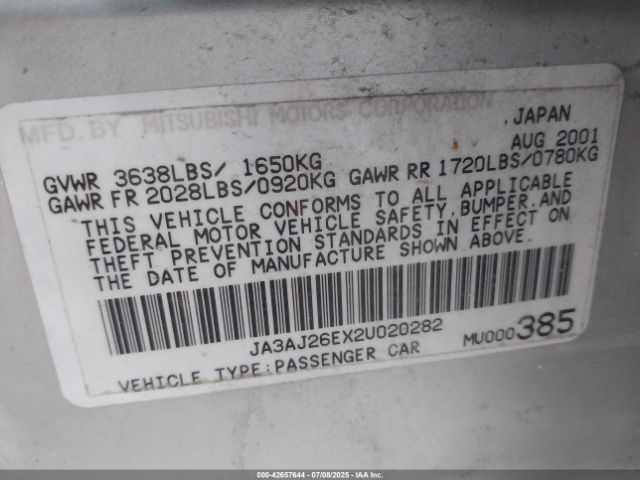 MFD. BY MITSUBISHI MOTORS CORPORATION
, JAPAN
AUG 2001
GVWR 3638LBS/ 1650KG
GAWR FR 2028LBS/0920KG GAWR RR 1720LBS/0780KG
THIS VEHICLE CONFORMS TO ALL APPLICABLE
FEDERAL MOTOR VEHICLE SAFETY, BUMPER, AND
THEFT PREVENTION STANDARDS IN EFFECT ON
THE DATE OF MANUFACTURE SHOWN ABOVE.
JA3AJ26EX2U020282
MU000385
VEHICLE TYPE:PASSENGER CAR
000-42657644 | 07/08/2025 | IAA, Inc.